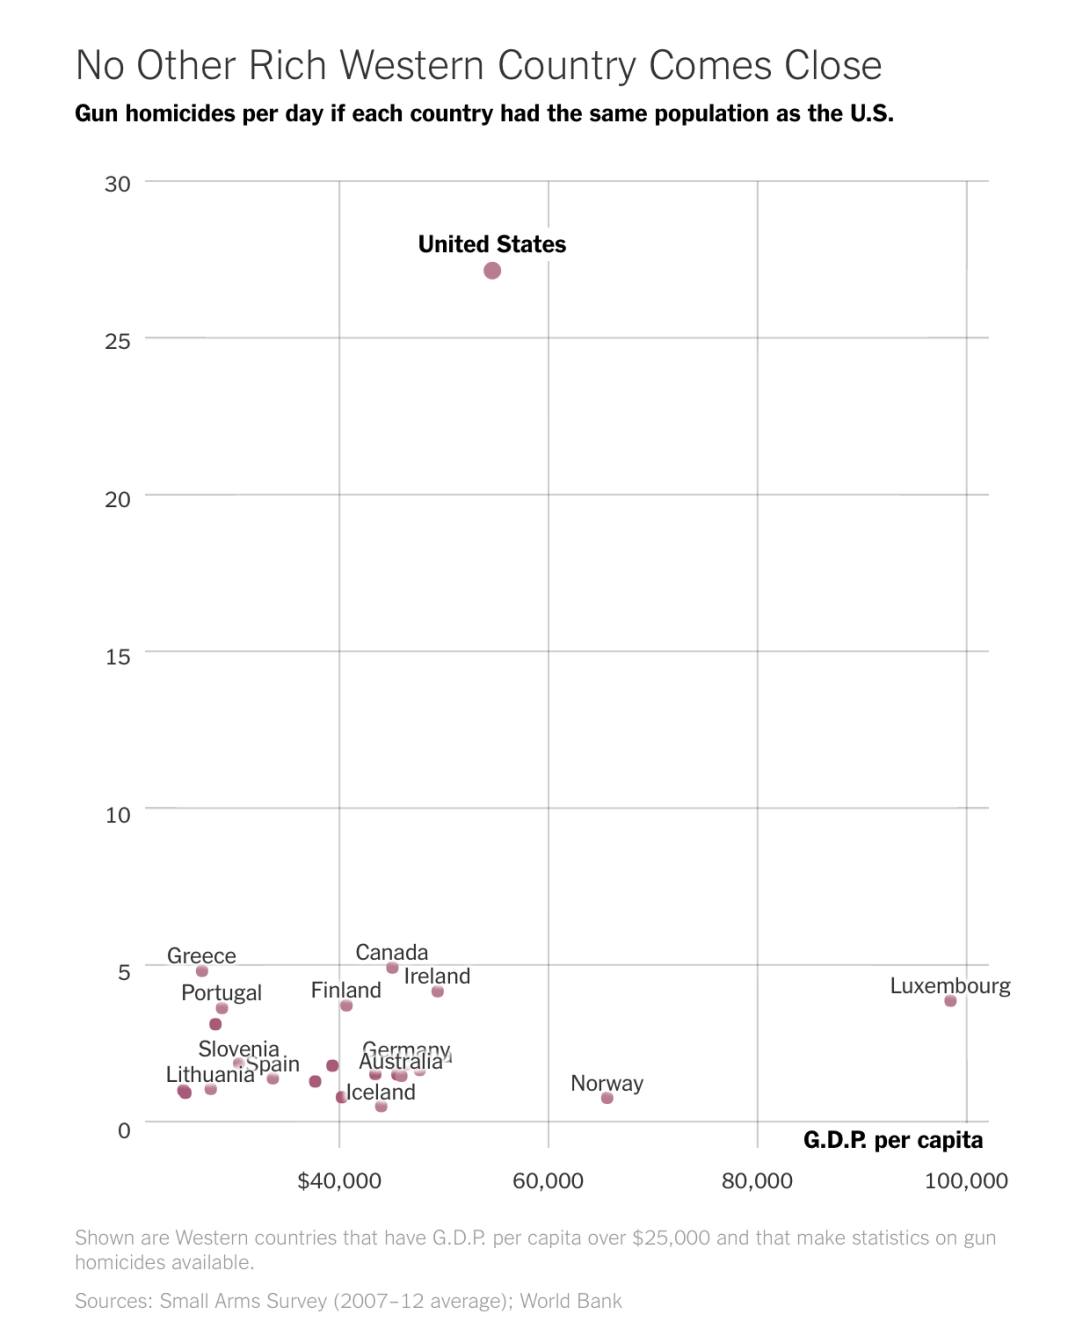 No Other Rich Western Country Comes Close
Gun homicides per day if each country had the same population as the U.S.
30
United States
25
20
15
10
Greece
Canada
5
Ireland
Luxembourg
Portugal
Finland
Slovenia
Germany
Spain
Australia
Lithuania
Norway
Iceland
0
G.D.P. per capita
$40,000
60,000
80,000
100,000
Shown are Western countries that have G.D.P. per capita over $25,000 and that make statistics on gun
homicides available.
Sources: Small Arms Survey (2007–12 average); World Bank